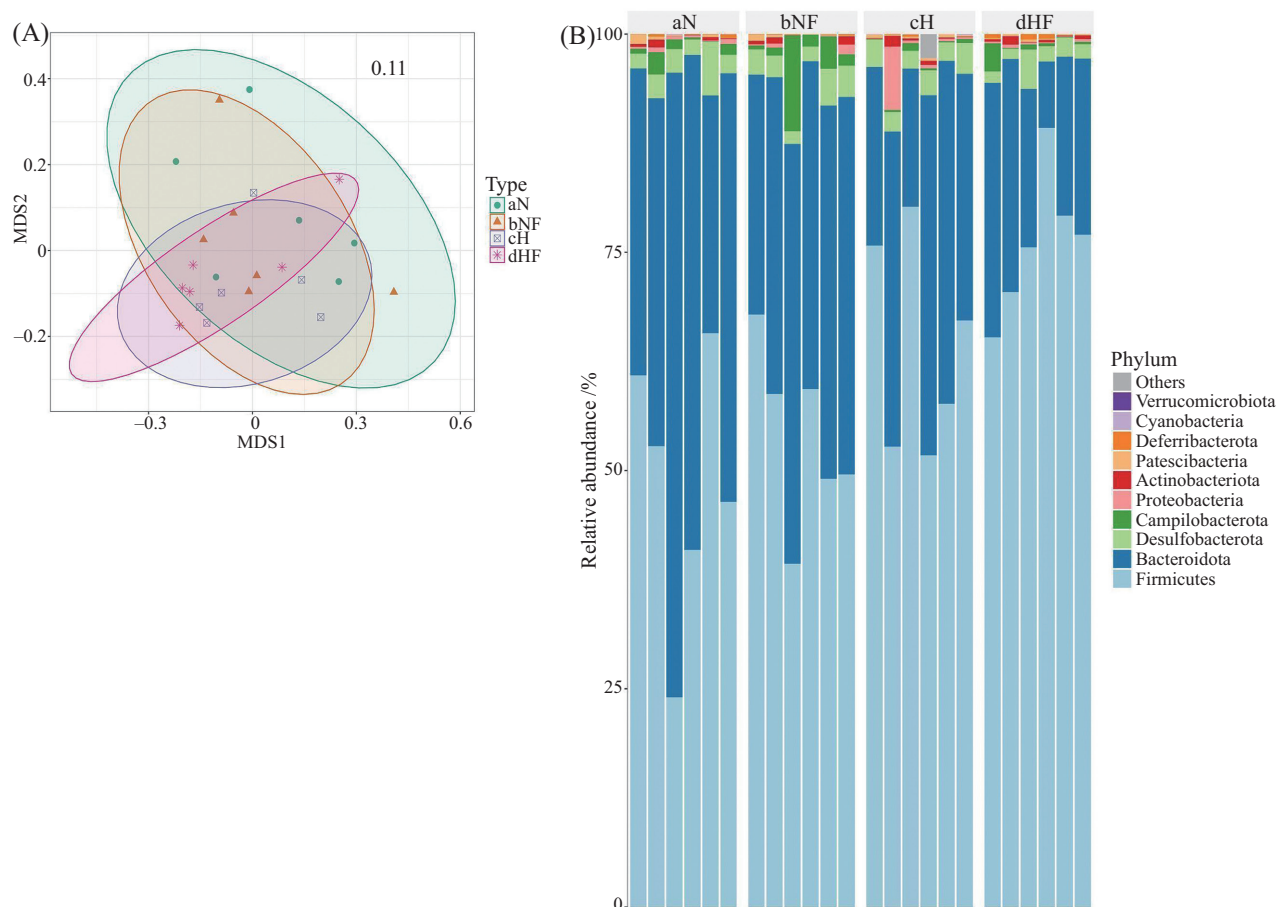 (A)
0.11
0.4
0.2
0
−0.2
MDS2
−0.3
0
0.3
0.6
MDS1
Type
aN
bNF
cH
dHF
(B)
aN
bNF
cH
dHF
100
75
50
25
0
Relative abundance /%
Phylum
Others
Verrucomicrobiota
Cyanobacteria
Deferribacterota
Patescibacteria
Actinobacteriota
Proteobacteria
Campilobacterota
Desulfobacterota
Bacteroidota
Firmicutes